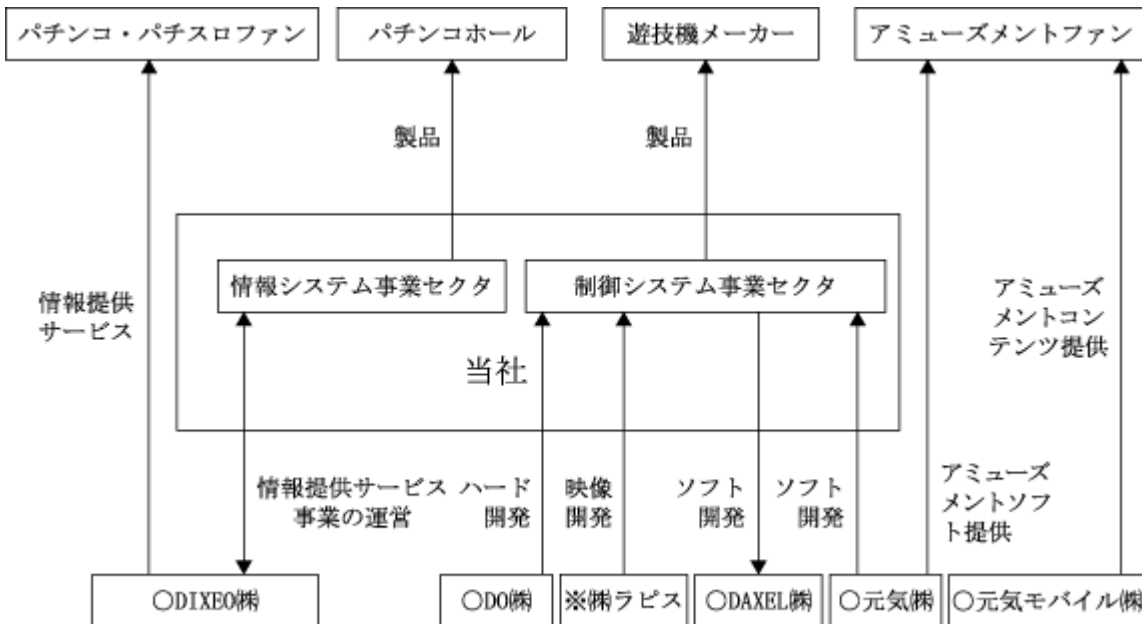 パチンコ・パチスロファン
パチンコホール
遊技機メーカー
アミューズメントファン
製品
製品
情報システム事業セクタ
制御システム事業セクタ
情報提供
サービス
アミューズ
メントコン
テンツ提供
当社
情報提供サービス
事業の運営
ハード
開発
映像
開発
ソフト
開発
ソフト
開発
アミューズ
メントソフ
ト提供
○DIXEO㈱
○DO㈱
※㈱ラピス
○DAXEL㈱
○元気㈱
○元気モバイル㈱